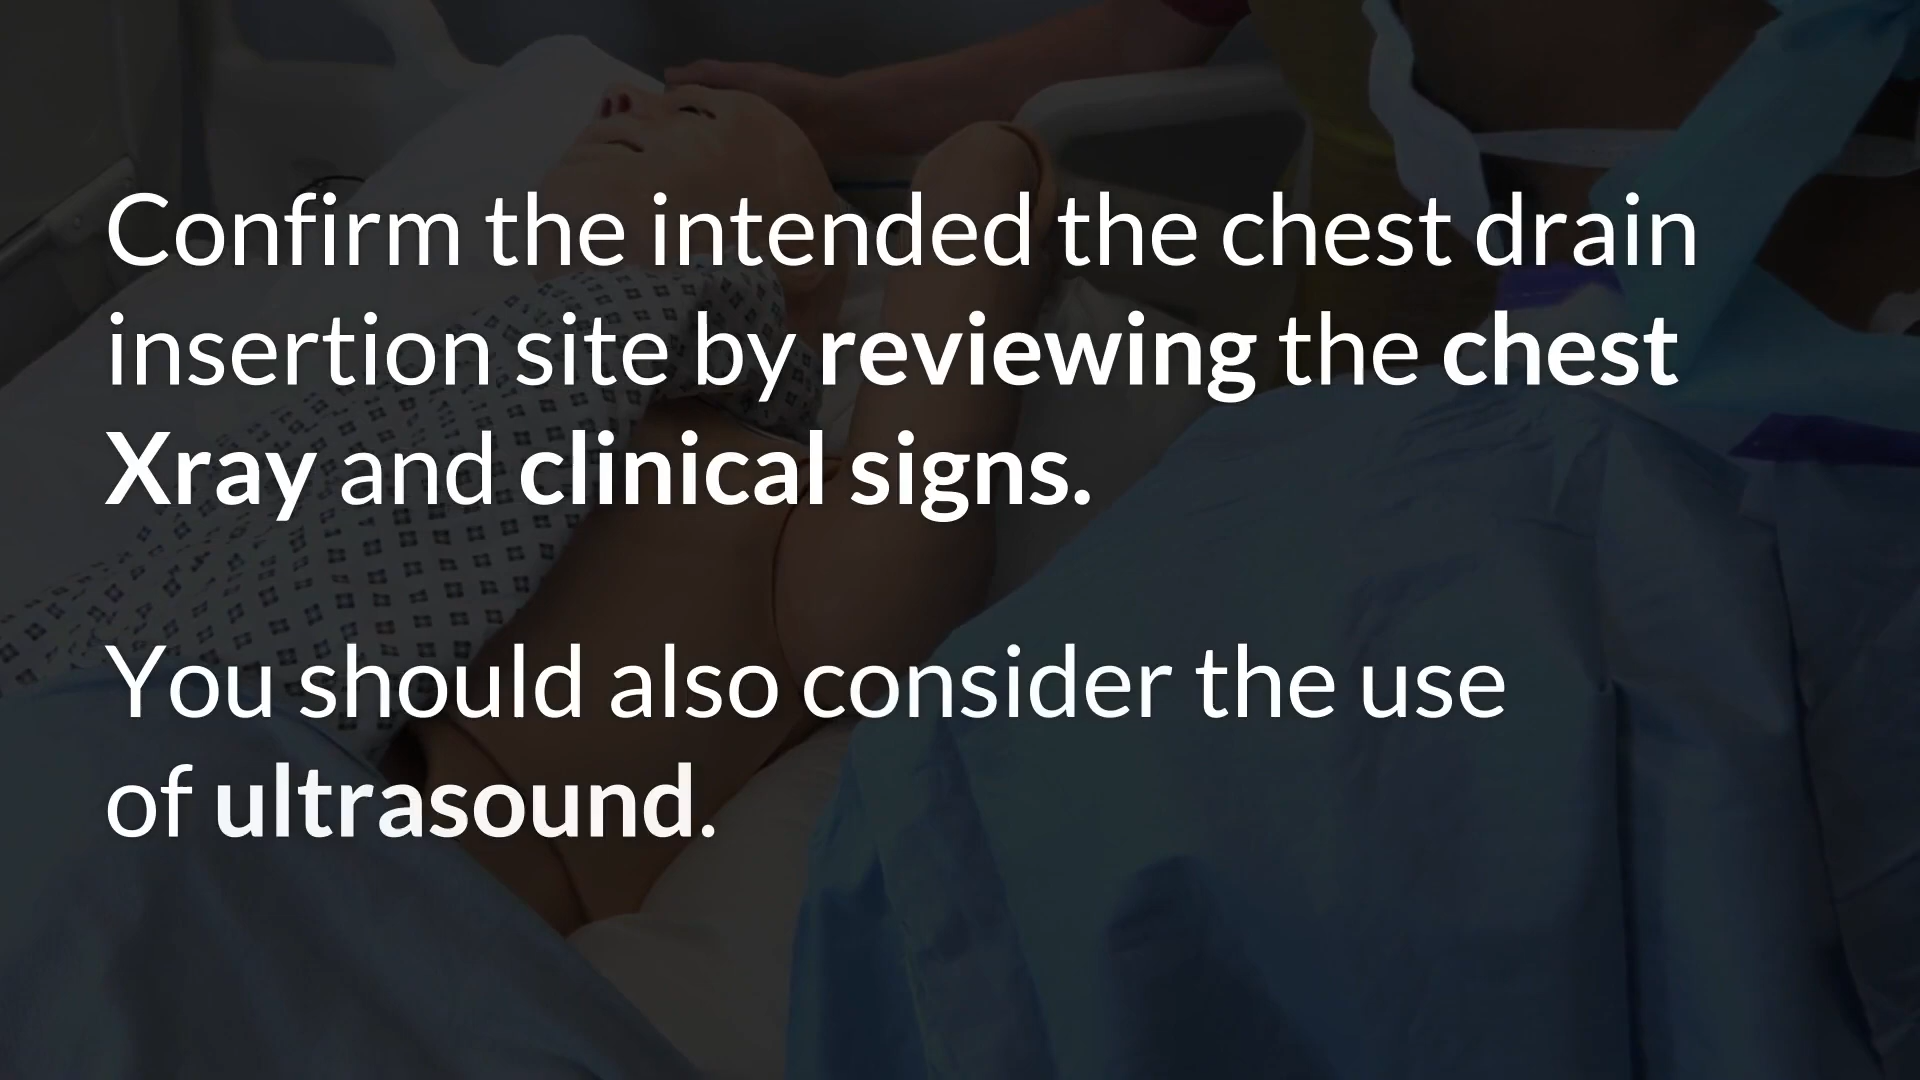 Confirm the intended the chest drain
insertion site by reviewing the chest
Xray and clinical signs.
You should also consider the use
of ultrasound.